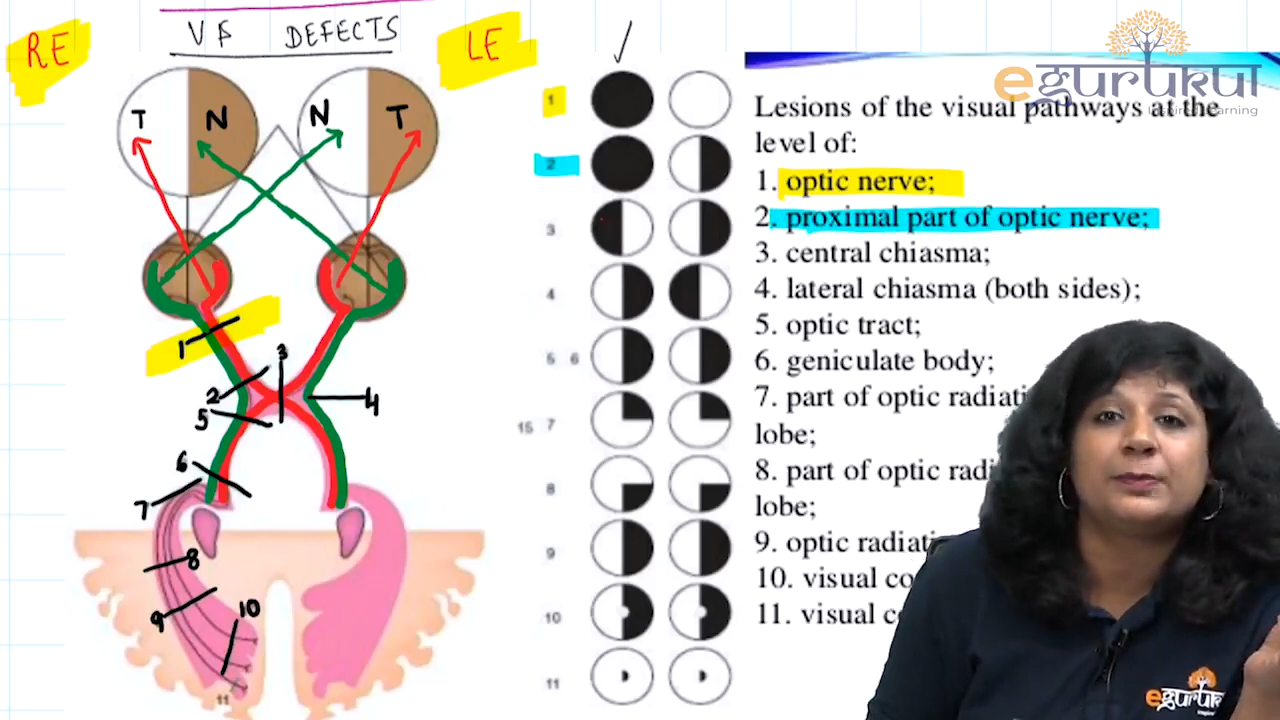 RE
VF DEFECTS
LE
T N N T
1
2
3
4
5 6
15 7
8
9
10
11
1
2
3
4
5
6
7
8
9
10
11
egurukul
Inspired Learning
Lesions of the visual pathways at the
level of:
1. optic nerve;
2. proximal part of optic nerve;
3. central chiasma;
4. lateral chiasma (both sides);
5. optic tract;
6. geniculate body;
7. part of optic
lobe;
8. part of optic
lobe;
9. optic
10. visual
11. visual
egurukul